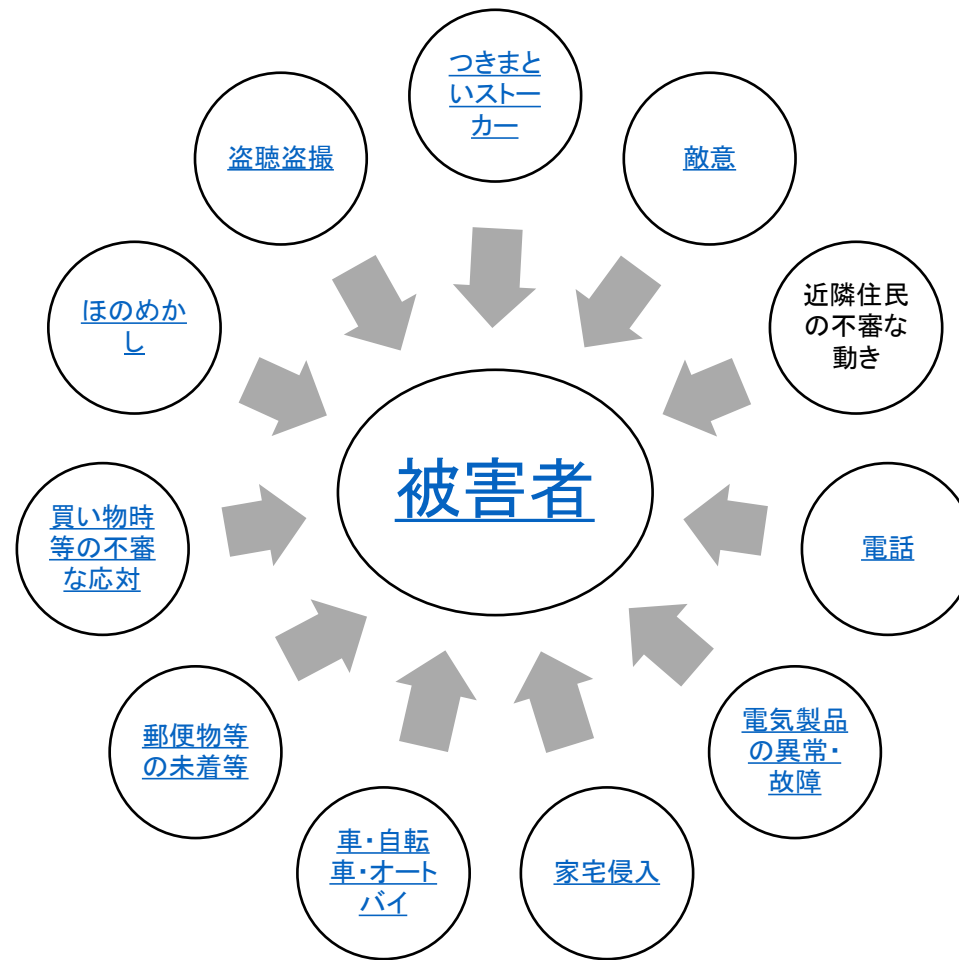 つきまと
いストー
カー
敵意
近隣住民
の不審な
動き
電話
電気製品
の異常・
故障
家宅侵入
車・自転
車・オート
バイ
郵便物等
の未着等
買い物時
等の不審
な応対
ほのめか
し
盗聴盗撮
被害者